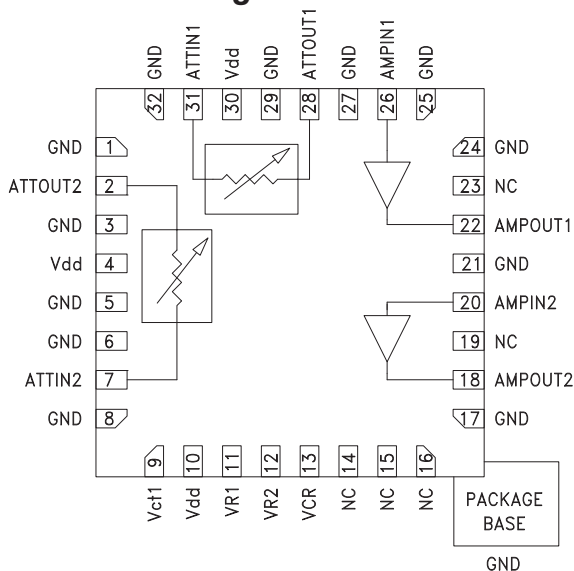 GND
ATTIN1
Vdd
GND
ATTOUT1
GND
AMPIN1
GND
32
31
30
29
28
27
26
25
GND 1
ATTOUT2 2
GND 3
Vdd 4
GND 5
GND 6
ATTIN2 7
GND 8
24 GND
23 NC
22 AMPOUT1
21 GND
20 AMPIN2
19 NC
18 AMPOUT2
17 GND
9
10
11
12
13
14
15
16
Vct1
Vdd
VR1
VR2
VCR
NC
NC
NC
PACKAGE
BASE
GND